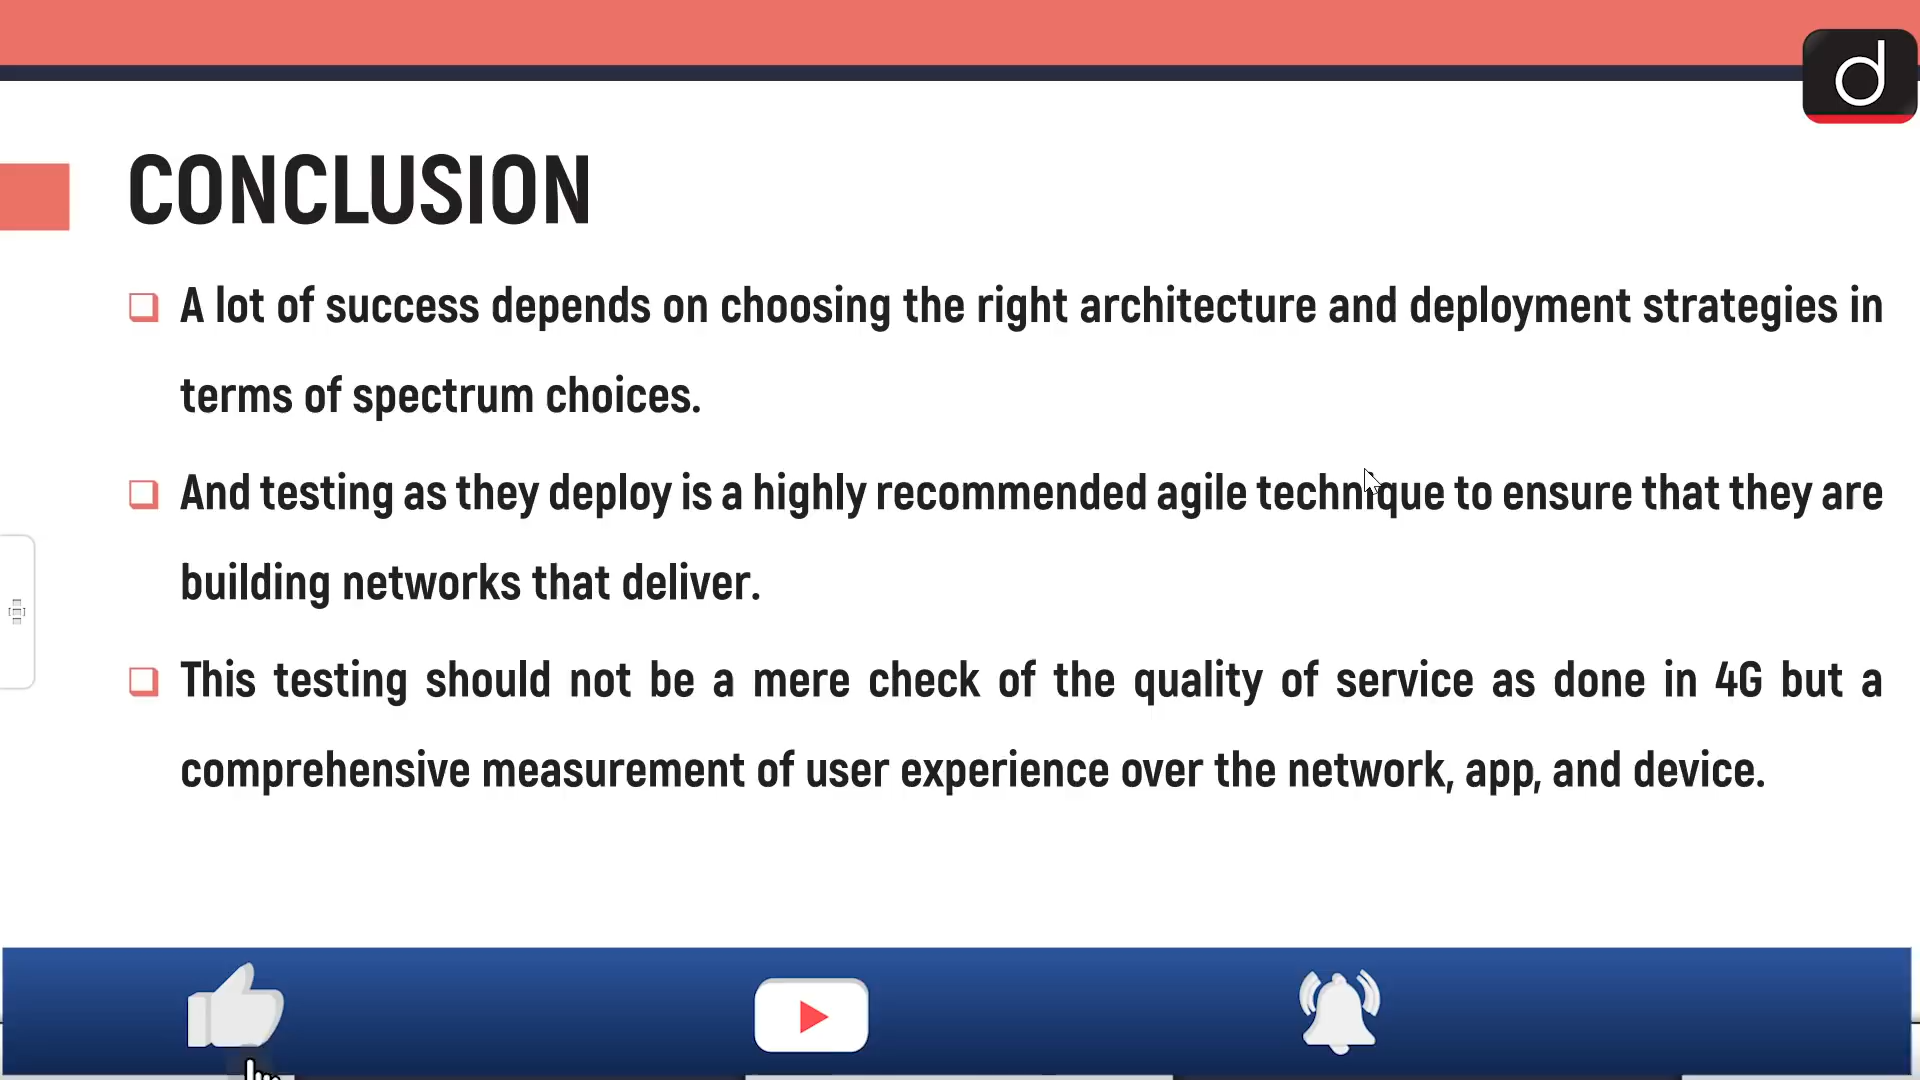 d
CONCLUSION
A lot of success depends on choosing the right architecture and deployment strategies in
terms of spectrum choices.
And testing as they deploy is a highly recommended agile technique to ensure that they are
building networks that deliver.
This testing should not be a mere check of the quality of service as done in 4G but a
comprehensive measurement of user experience over the network, app, and device.